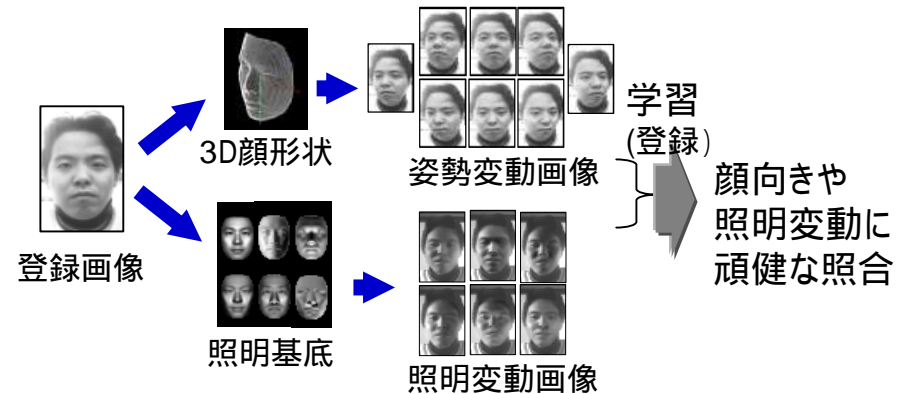 登録画像
3D顔形状
照明基底
姿勢変動画像
照明変動画像
学習
(登録)
顔向きや
照明変動に
頑健な照合